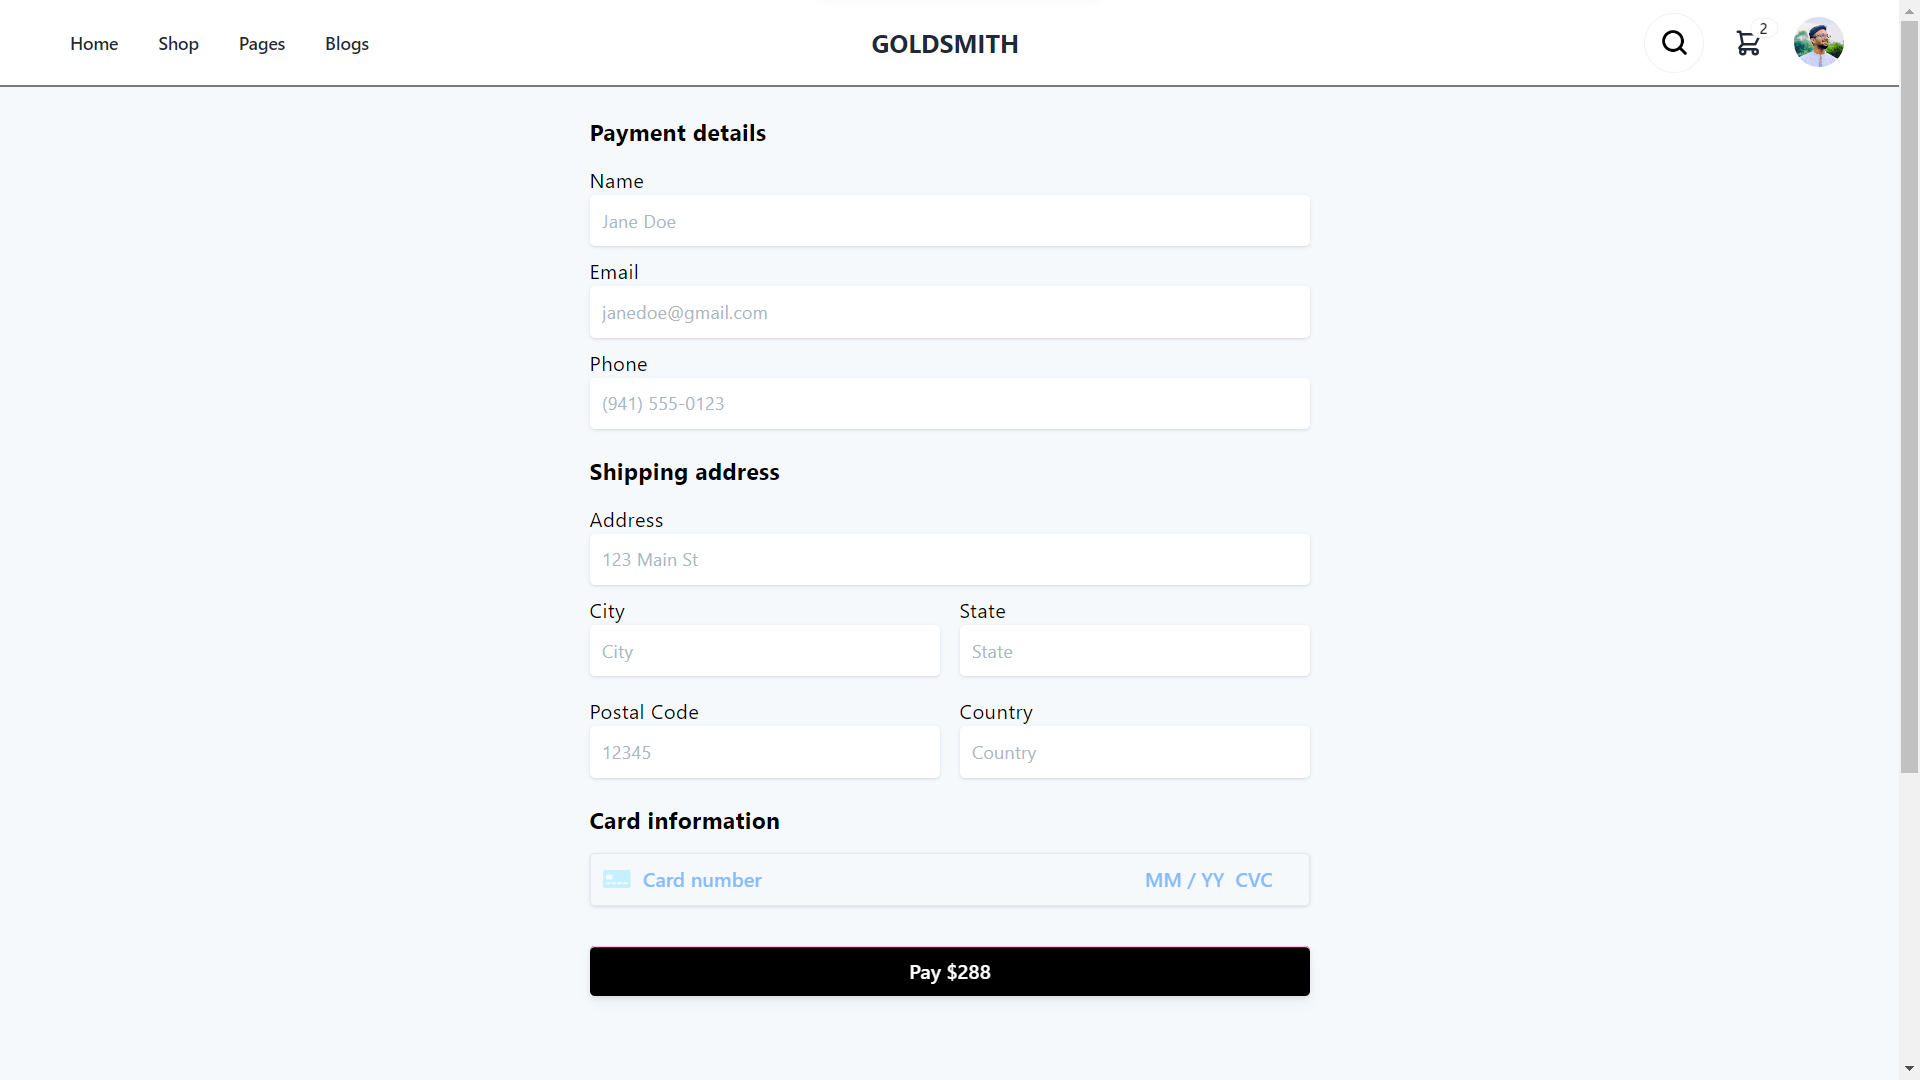 Home Shop Pages Blogs GOLDSMITH 2
Payment details
Name
Jane Doe
Email
janedoe@gmail.com
Phone
(941) 555-0123
Shipping address
Address
123 Main St
City State
City State
Postal Code Country
12345 Country
Card information
Card number MM / YY CVC
Pay $288